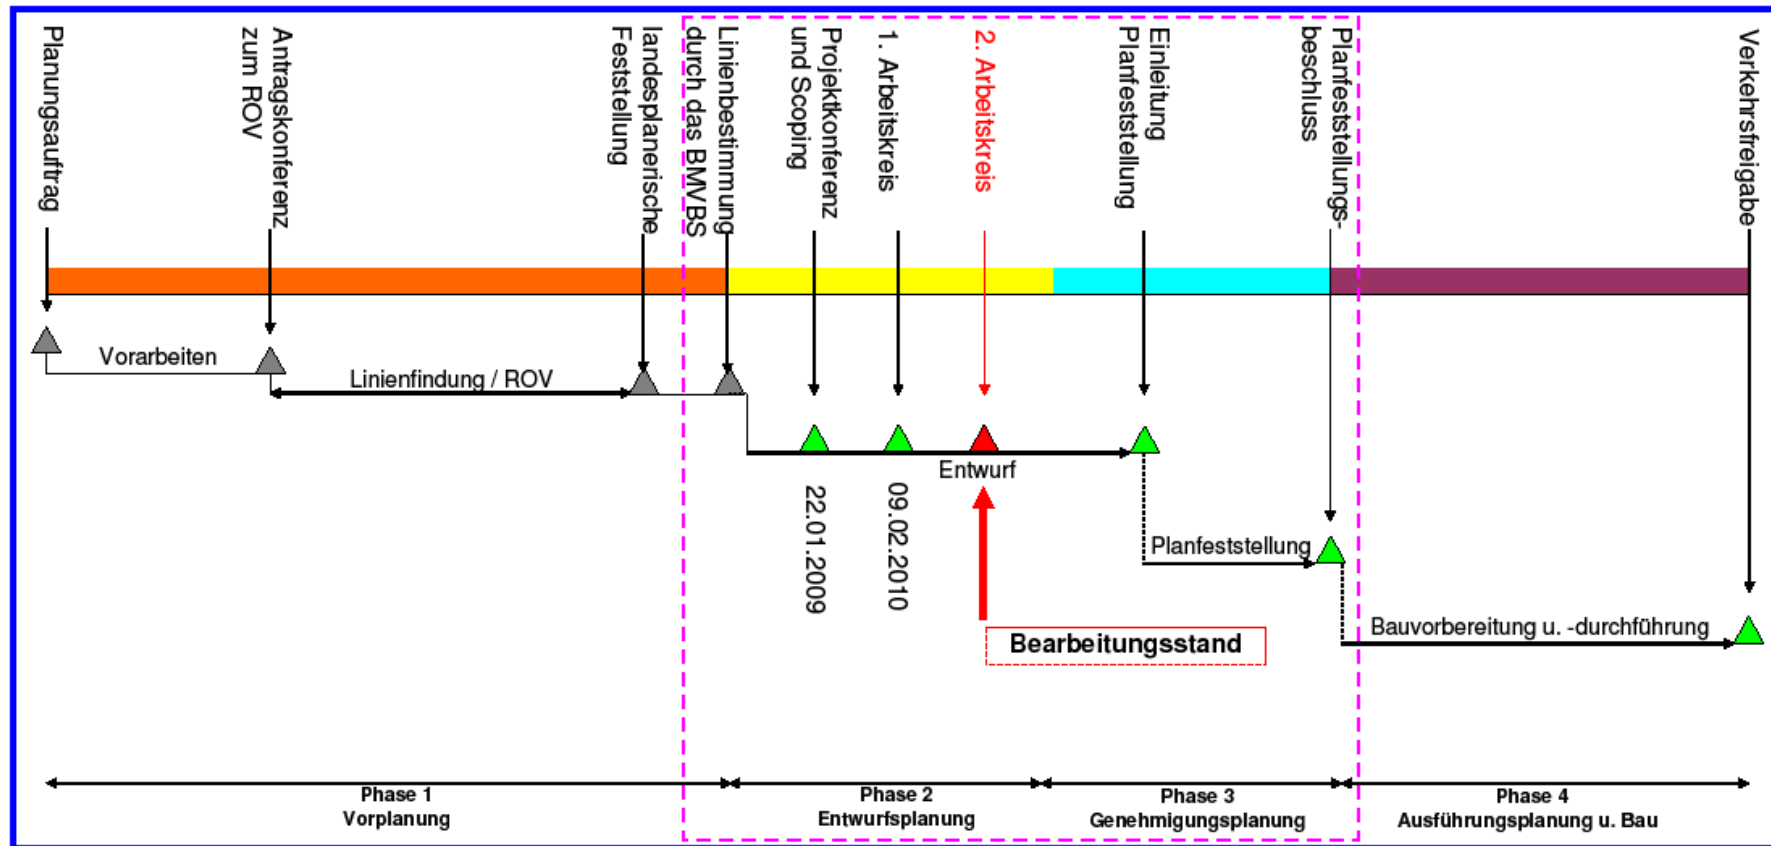 Planungsauftrag
Antragskonferenz
zum ROV
landesplanerische
Feststellung
Linienbestimmung
durch das BMVBS
Projektkonferenz
und Scoping
1. Arbeitskreis
2. Arbeitskreis
Einleitung
Planfeststellung
Planfeststellungs-
beschluss
Verkehrsfreigabe
Vorarbeiten
Linienfindung / ROV
Entwurf
22.01.2009
09.02.2010
Planfeststellung
Bauvorbereitung u. -durchführung
Bearbeitungsstand
Phase 1
Vorplanung
Phase 2
Entwurfsplanung
Phase 3
Genehmigungsplanung
Phase 4
Ausführungsplanung u. Bau